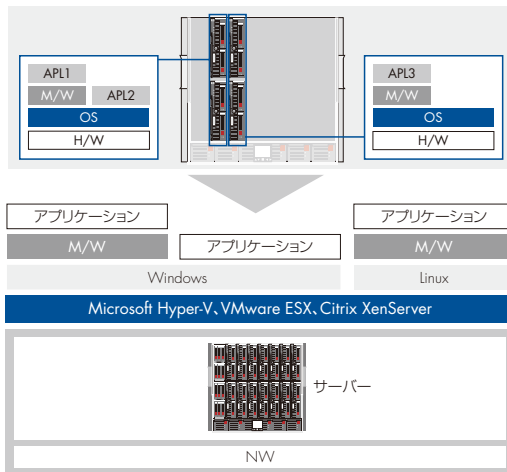 APL1
M/W
APL2
OS
H/W
APL3
M/W
OS
H/W
アプリケーション
M/W
アプリケーション
アプリケーション
M/W
Windows
Linux
Microsoft Hyper-V、VMware ESX、Citrix XenServer
サーバー
NW